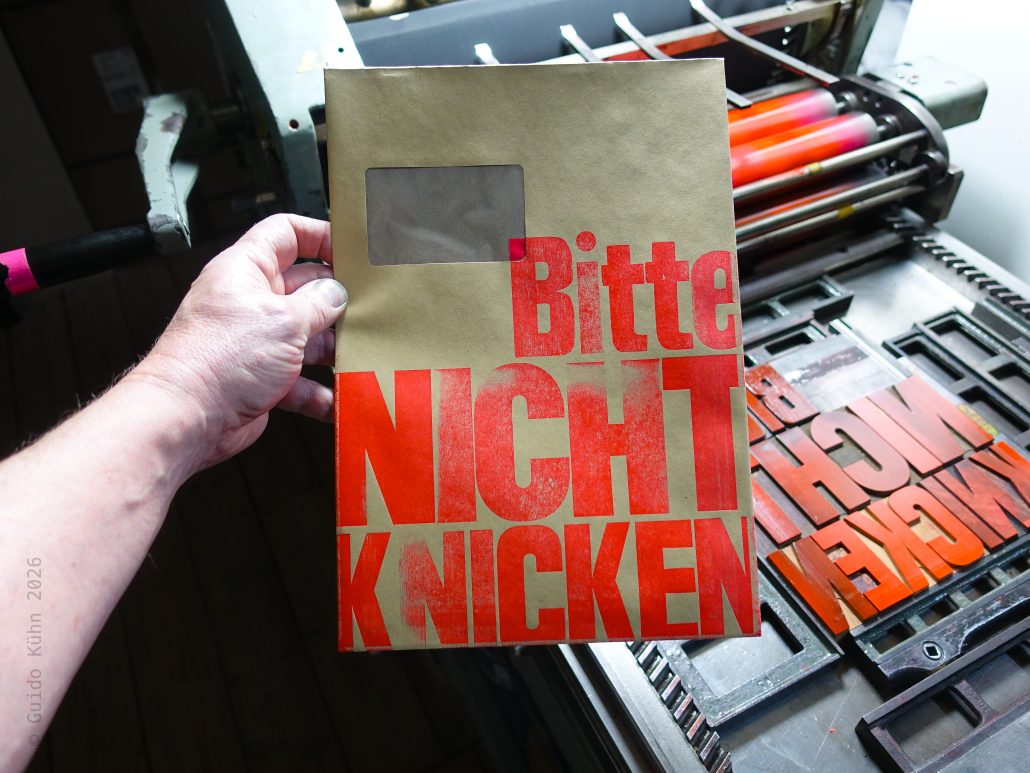 Bitte
NICHT
KNICKEN
© Guido Kühn 2026